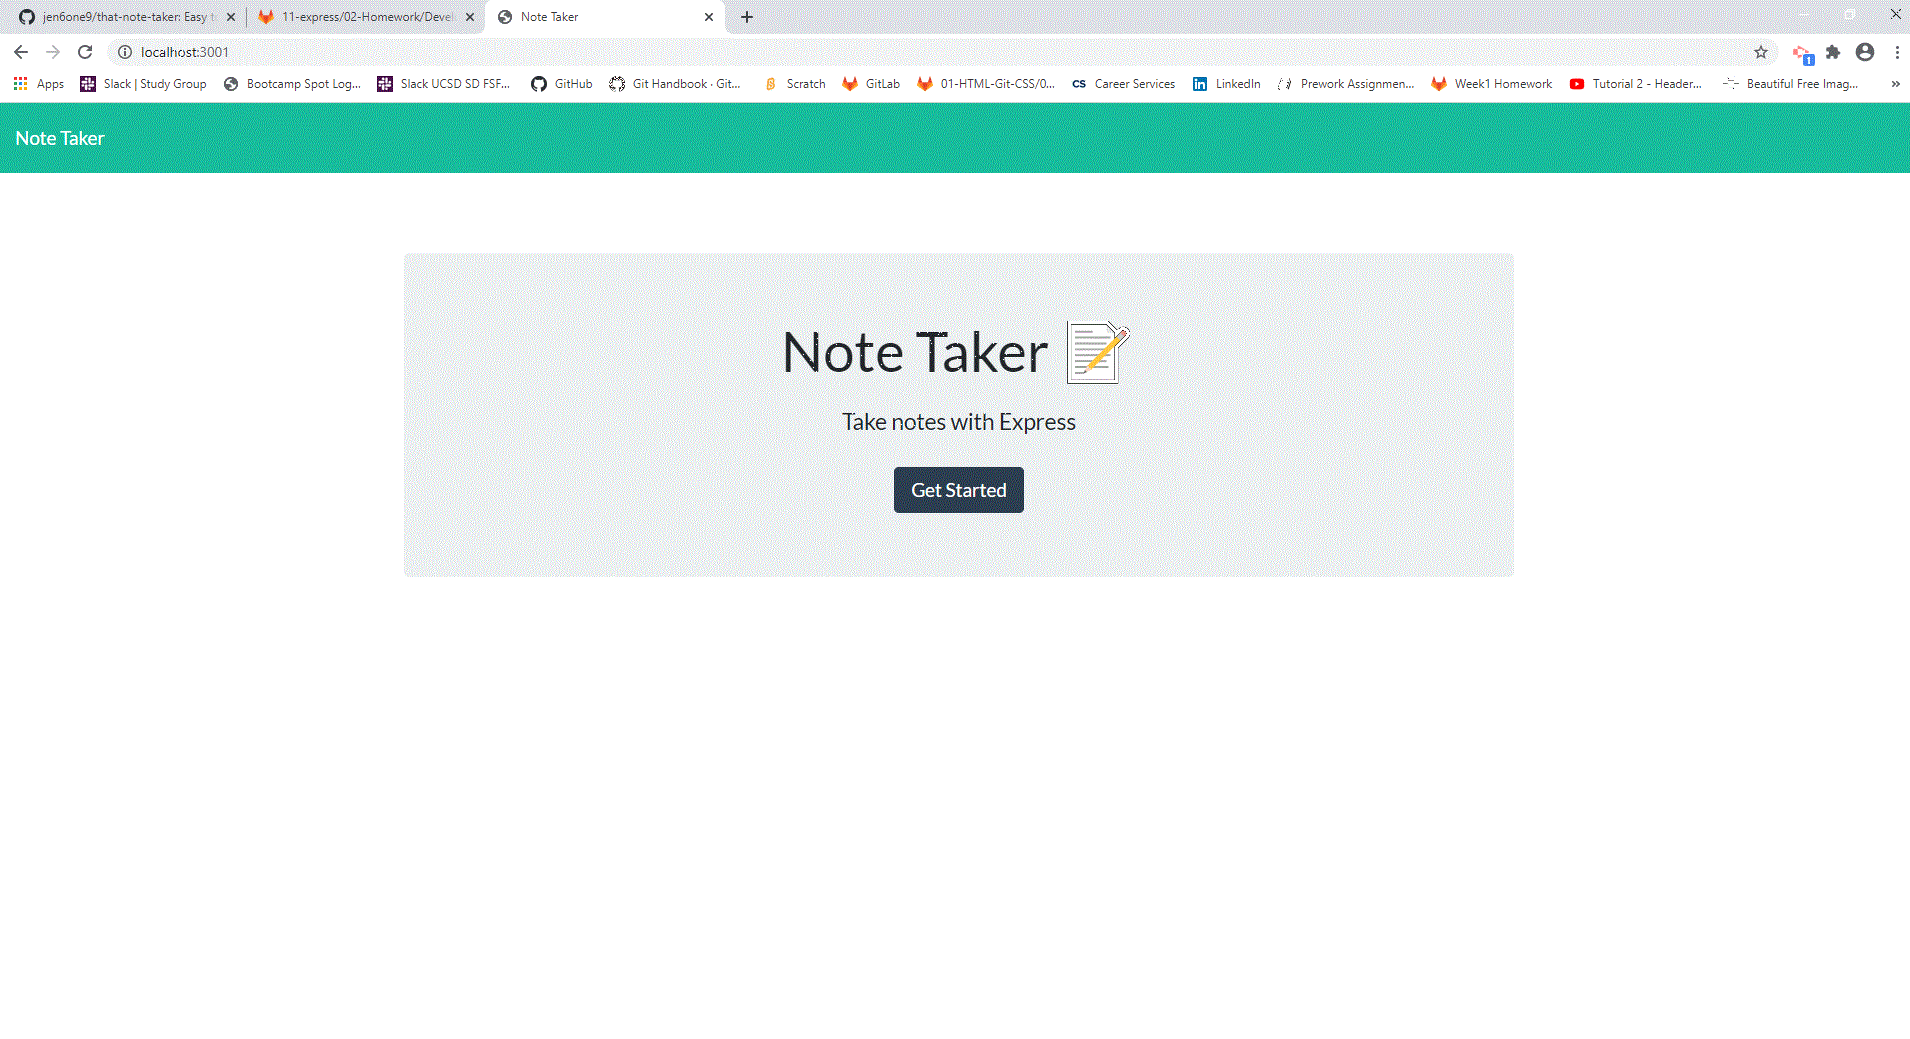 jen6one9/that-note-taker: Easy t
11-express/02-Homework/Devel
Note Taker
localhost:3001
Apps
Slack | Study Group
Bootcamp Spot Log...
Slack UCSD SD FSF...
GitHub
Git Handbook · Git...
Scratch
GitLab
01-HTML-Git-CSS/0...
CS Career Services
LinkedIn
Prework Assignmen...
Week1 Homework
Tutorial 2 - Header...
Beautiful Free Imag...
1
Note Taker
Note Taker
Take notes with Express
Get Started